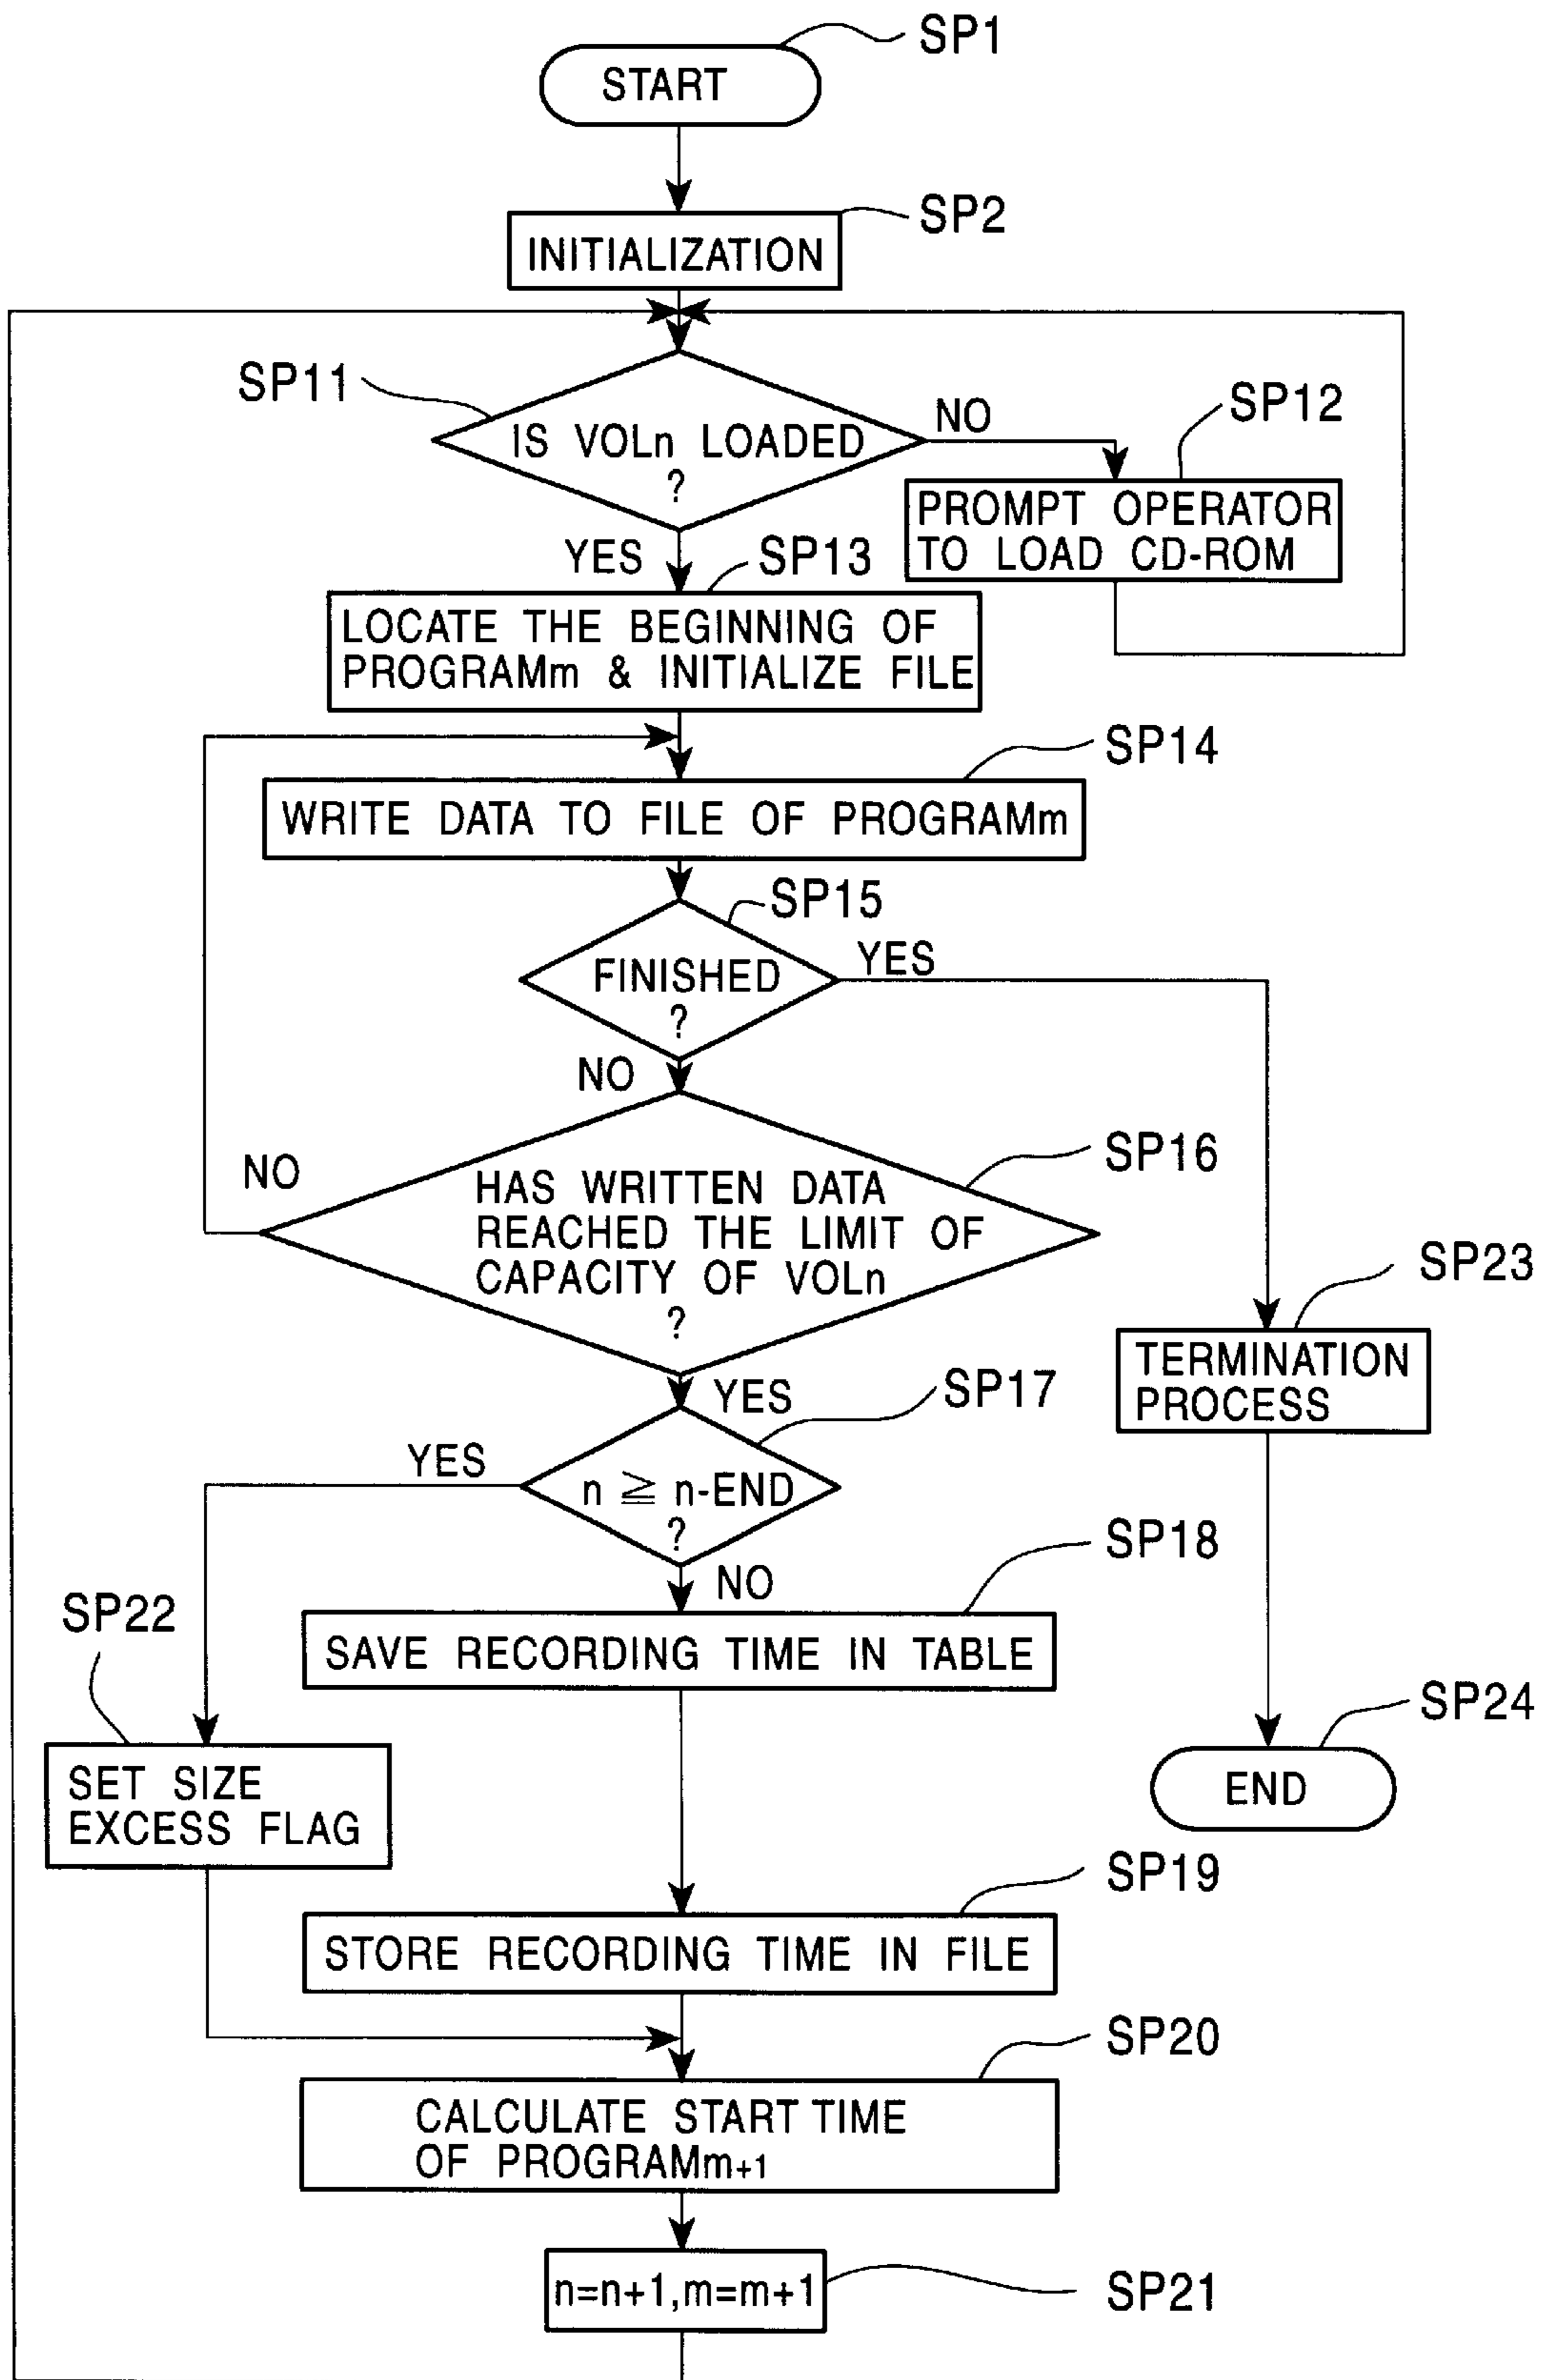 SP1
START
SP2
INITIALIZATION
SP11
IS VOLn LOADED
?
NO
SP12
PROMPT OPERATOR
TO LOAD CD-ROM
YES
SP13
LOCATE THE BEGINNING OF
PROGRAMm & INITIALIZE FILE
SP14
WRITE DATA TO FILE OF PROGRAMm
SP15
FINISHED
?
YES
NO
SP16
NO
HAS WRITTEN DATA
REACHED THE LIMIT OF
CAPACITY OF VOLn
?
SP23
TERMINATION
PROCESS
YES
SP17
YES
n ≧ n-END
?
NO
SP18
SAVE RECORDING TIME IN TABLE
SP22
SET SIZE
EXCESS FLAG
SP24
END
SP19
STORE RECORDING TIME IN FILE
SP20
CALCULATE START TIME
OF PROGRAMm+1
n=n+1,m=m+1
SP21